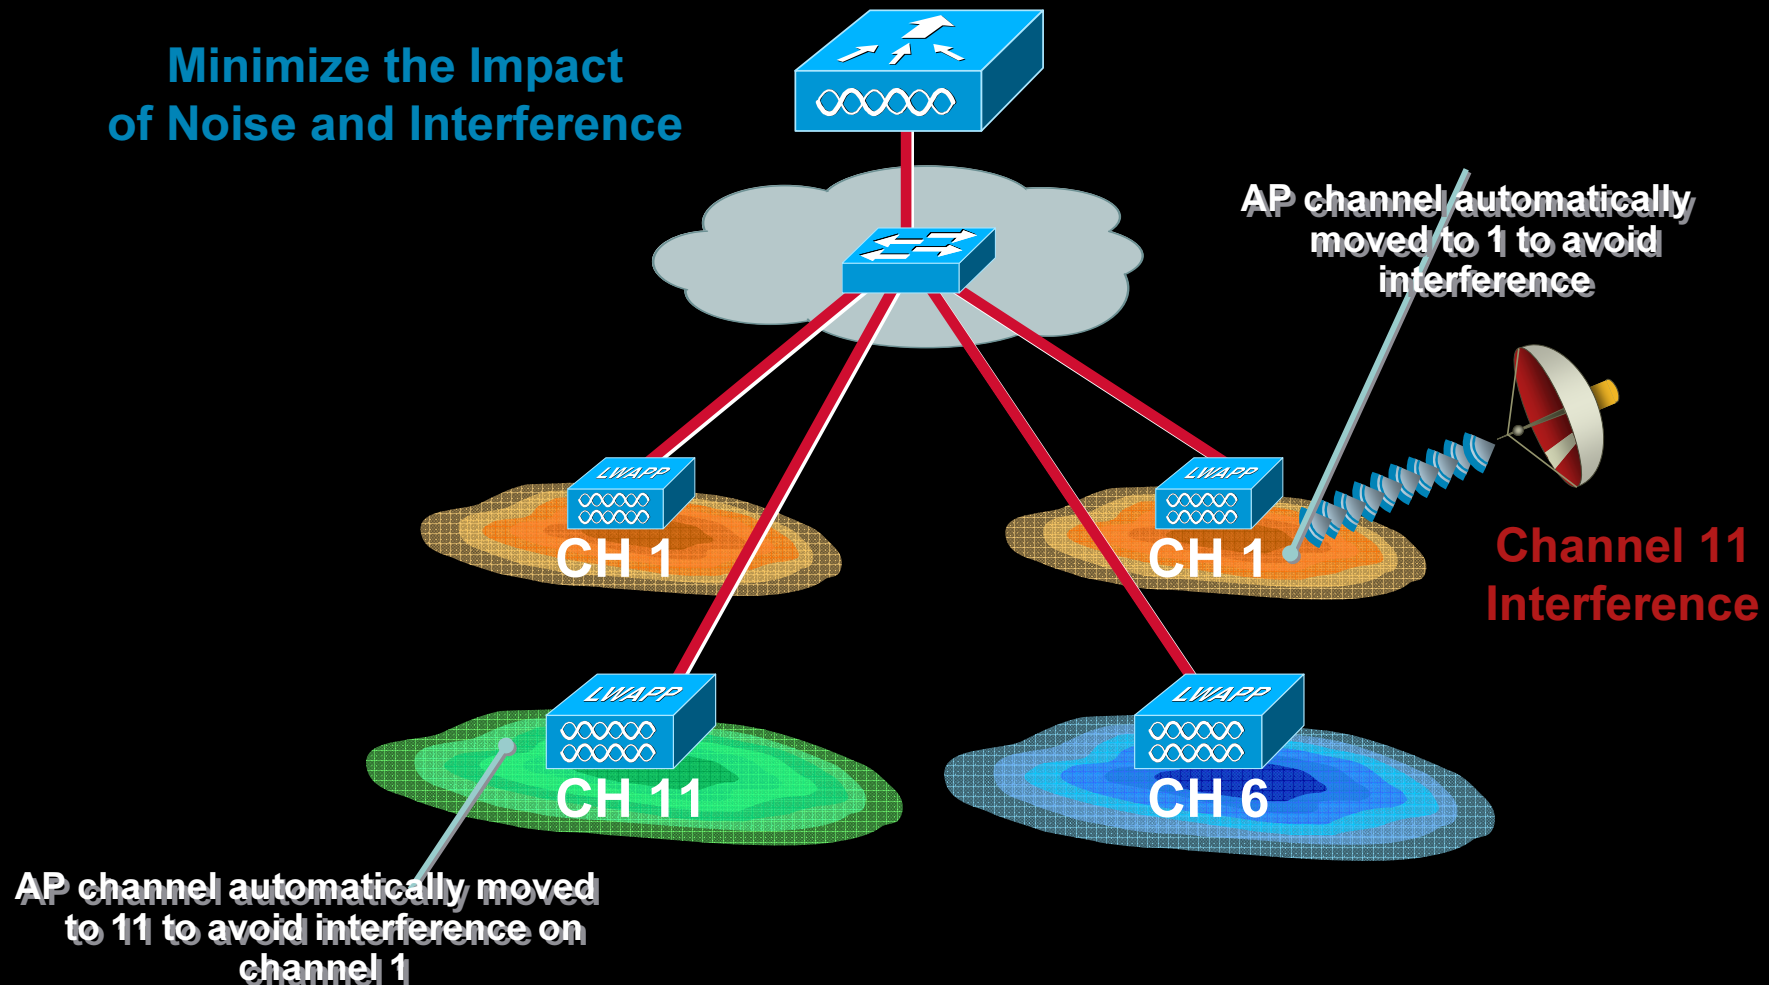 Minimize the Impact
of Noise and Interference
AP channel automatically
moved to 1 to avoid
interference
LWAPP
LWAPP
CH 1
CH 1
Channel 11
Interference
LWAPP
LWAPP
CH 11
CH 6
AP channel automatically moved
to 11 to avoid interference on
channel 1